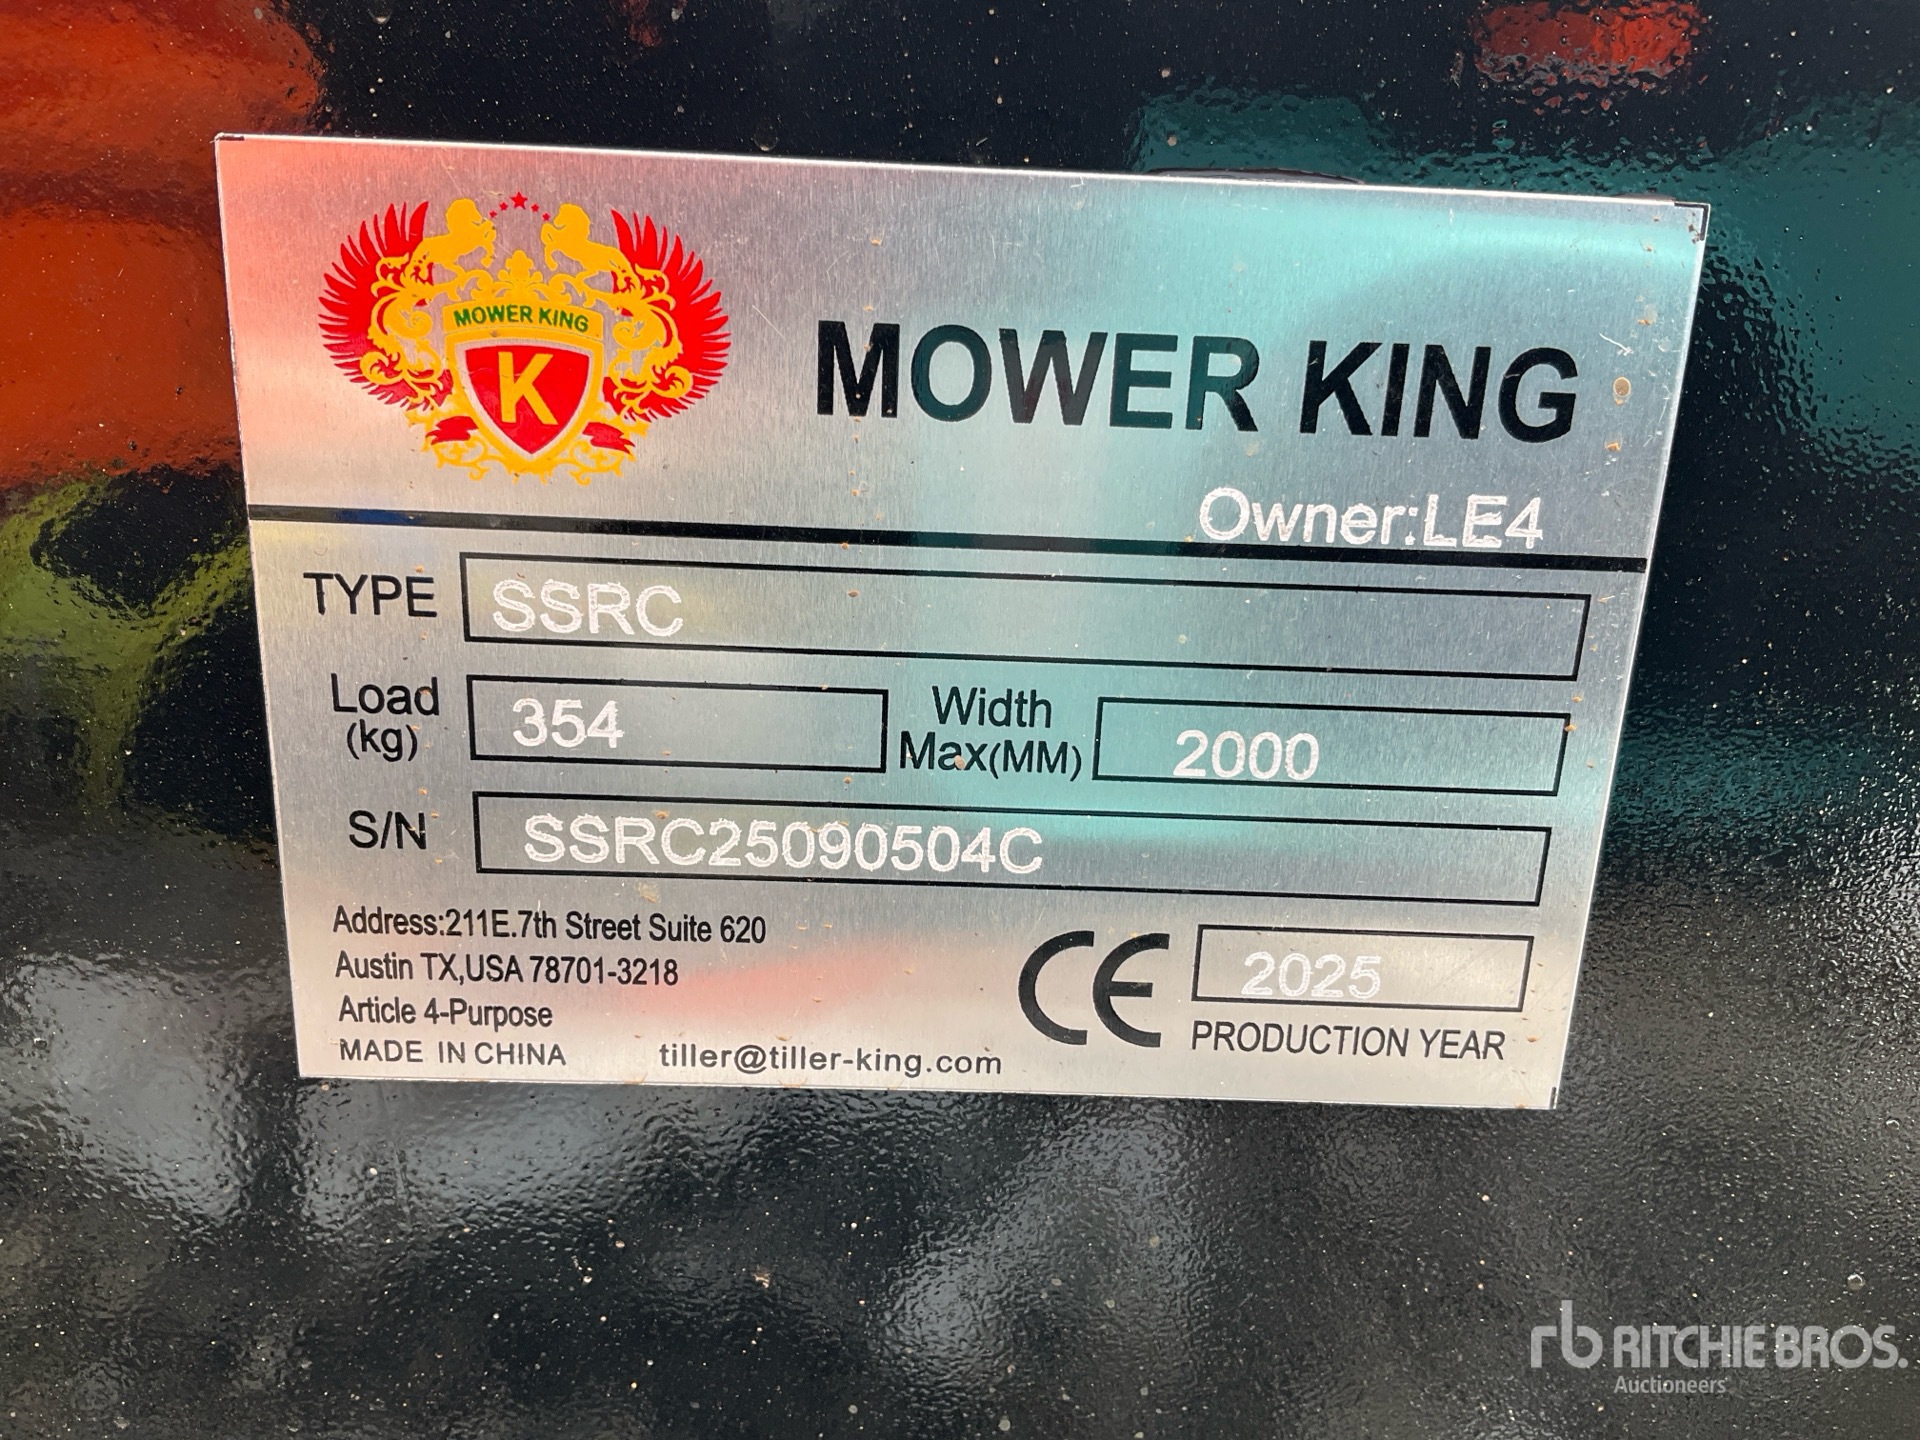 MOWER KING
K
MOWER KING
Owner:LE4
TYPE SSRC
Load (kg) 354 Width Max(MM) 2000
S/N SSRC25090504C
Address:211E.7th Street Suite 620
Austin TX,USA 78701-3218
Article 4-Purpose
MADE IN CHINA
tiller@tiller-king.com
CE
2025
PRODUCTION YEAR
rb RITCHIE BROS.
Auctioneers